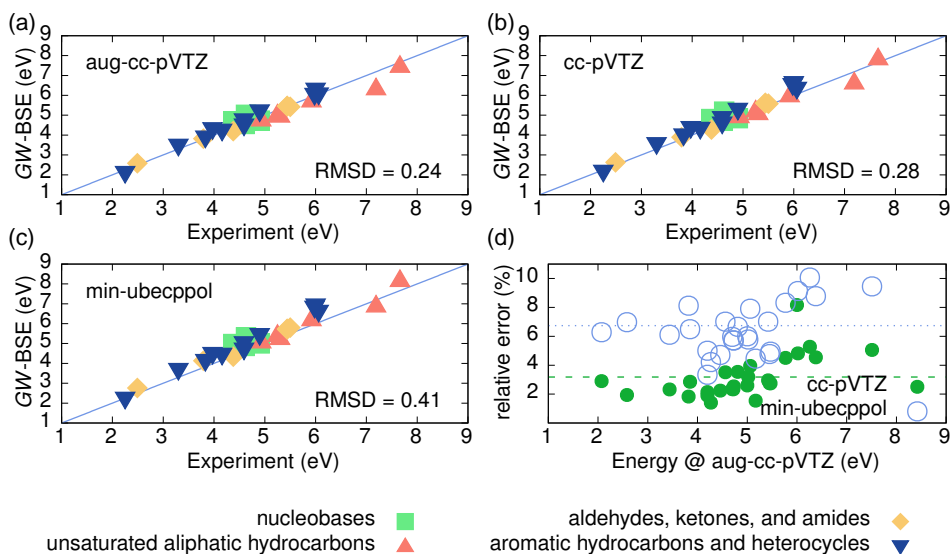 (a)
aug-cc-pVTZ
RMSD = 0.24
GW-BSE (eV)
9
8
7
6
5
4
3
2
1
1 2 3 4 5 6 7 8 9
Experiment (eV)
(b)
cc-pVTZ
RMSD = 0.28
GW-BSE (eV)
9
8
7
6
5
4
3
2
1
1 2 3 4 5 6 7 8 9
Experiment (eV)
(c)
min-ubecppol
RMSD = 0.41
GW-BSE (eV)
9
8
7
6
5
4
3
2
1
1 2 3 4 5 6 7 8 9
Experiment (eV)
(d)
relative error (%)
10
8
6
4
2
cc-pVTZ
min-ubecppol
1 2 3 4 5 6 7 8 9
Energy @ aug-cc-pVTZ (eV)
nucleobases
unsaturated aliphatic hydrocarbons
aldehydes, ketones, and amides
aromatic hydrocarbons and heterocycles